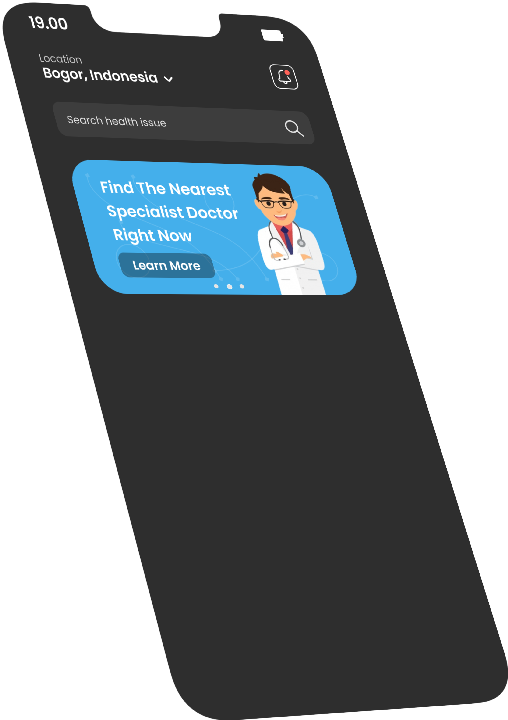 19.00
Location
Bogor, Indonesia
Search health issue
Find The Nearest
Specialist Doctor
Right Now
Learn More